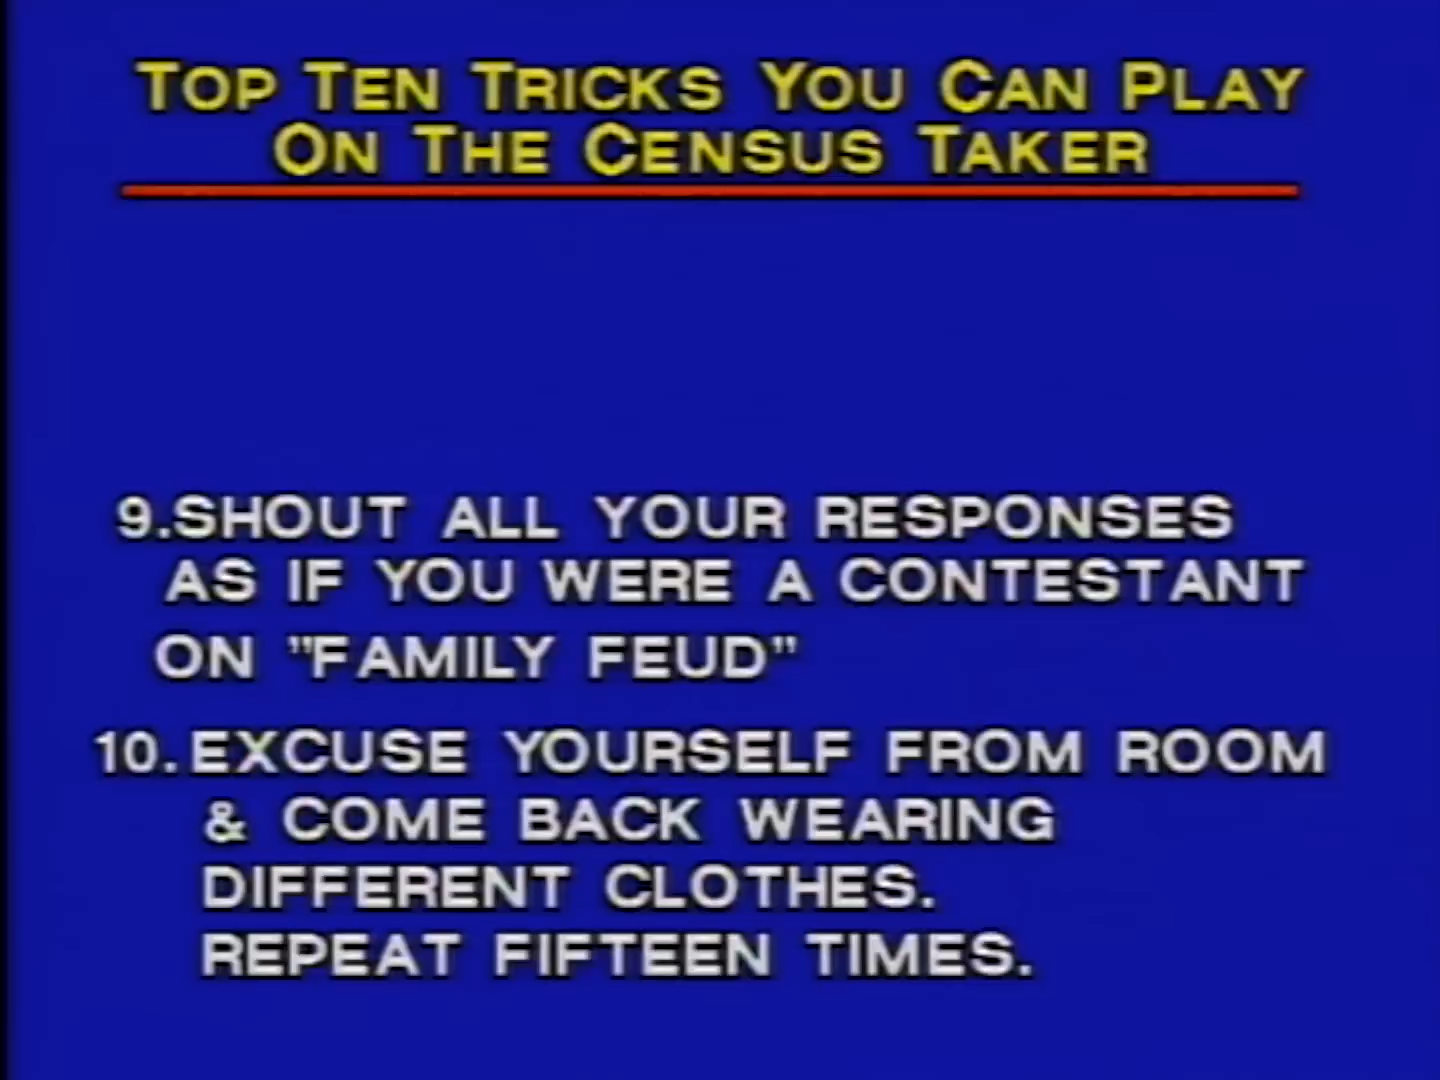 TOP TEN TRICKS YOU CAN PLAY
ON THE CENSUS TAKER
9. SHOUT ALL YOUR RESPONSES
AS IF YOU WERE A CONTESTANT
ON "FAMILY FEUD"
10. EXCUSE YOURSELF FROM ROOM
& COME BACK WEARING
DIFFERENT CLOTHES.
REPEAT FIFTEEN TIMES.